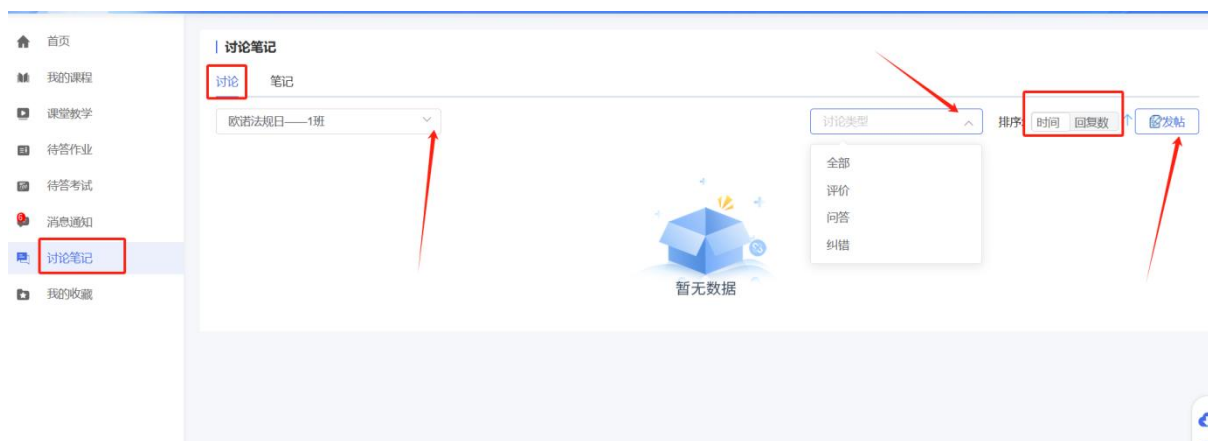 首页
我的课程
课堂教学
待答作业
待答考试
6
消息通知
讨论笔记
我的收藏
讨论笔记
讨论 笔记
欧诺法规日——1班
讨论类型
排序: 时间 回复数 发帖
全部
评价
问答
纠错
暂无数据